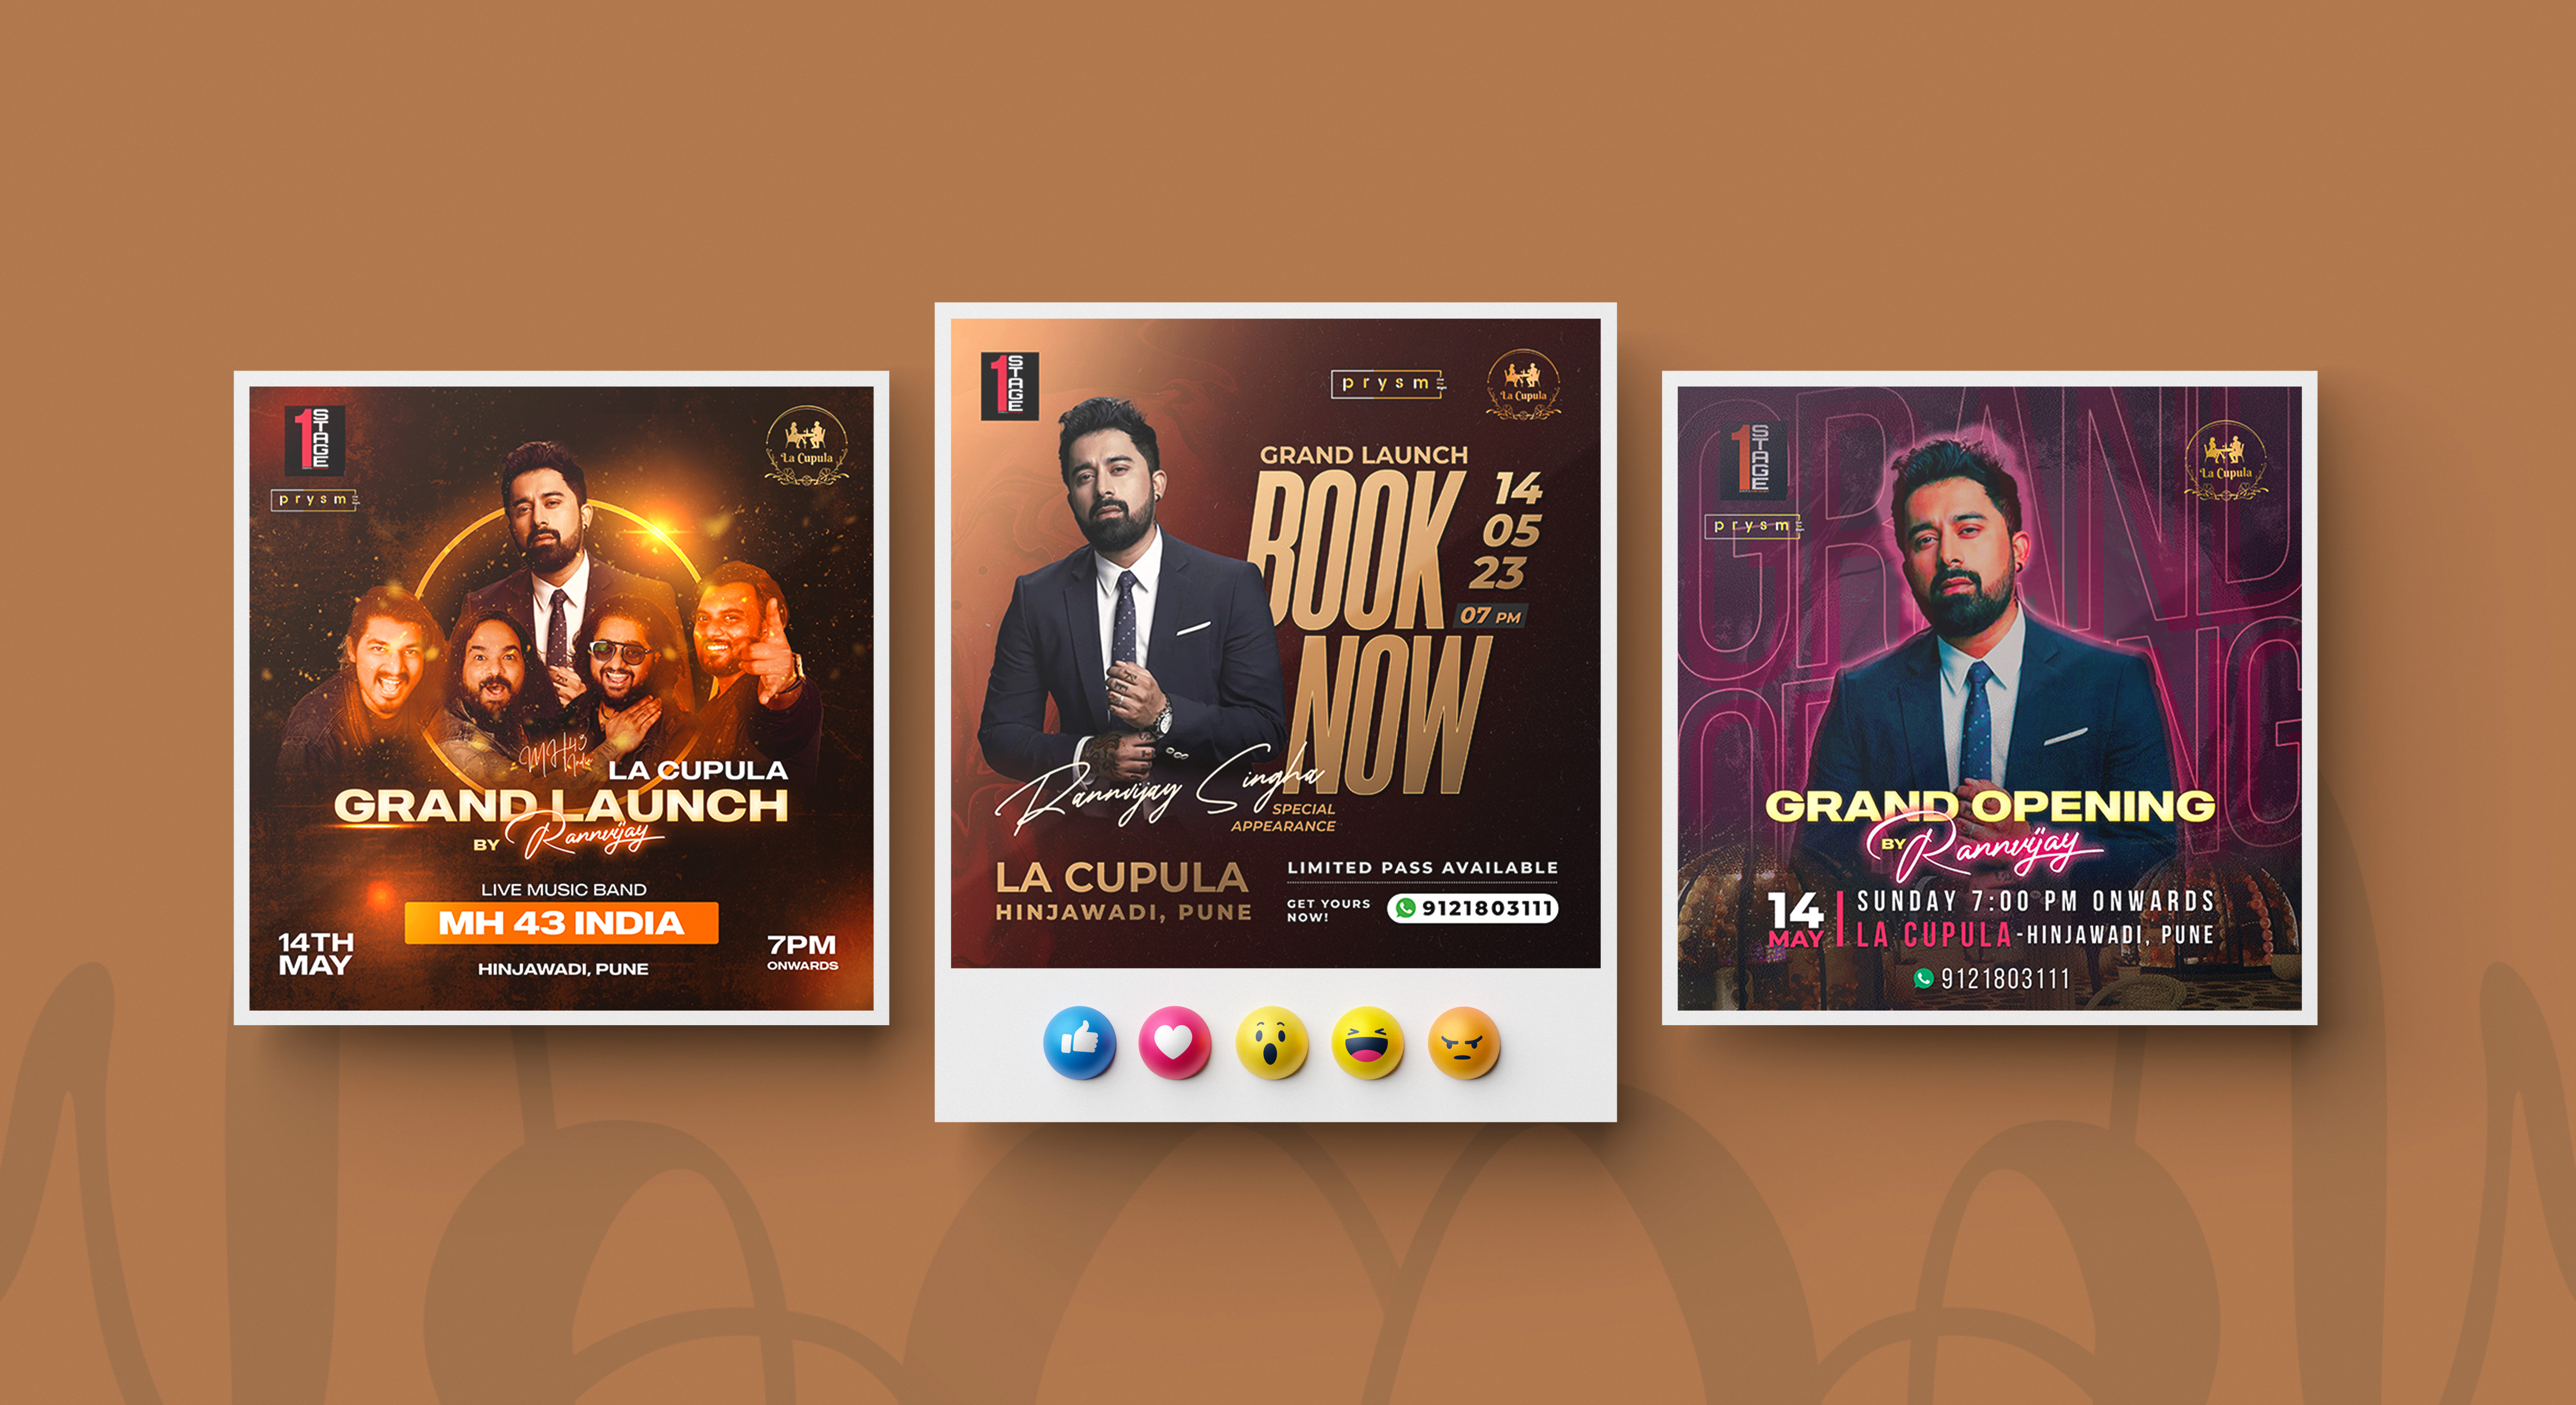 1
STAGE
prysm
La Cupula
MH43
India
LA CUPULA
GRAND LAUNCH
BY Rannvijay
LIVE MUSIC BAND
MH 43 INDIA
14TH
MAY
HINJAWADI, PUNE
7PM
ONWARDS
1
STAGE
prysm
La Cupula
GRAND LAUNCH
BOOK
NOW
14
05
23
07 PM
Rannvijay Singha
SPECIAL
APPEARANCE
LA CUPULA
HINJAWADI, PUNE
LIMITED PASS AVAILABLE
GET YOURS
NOW!
9121803111
GRAND
OPENING
1
STAGE
prysm
La Cupula
GRAND OPENING
BY Rannvijay
14
MAY
SUNDAY 7:00 PM ONWARDS
LA CUPULA-HINJAWADI, PUNE
9121803111